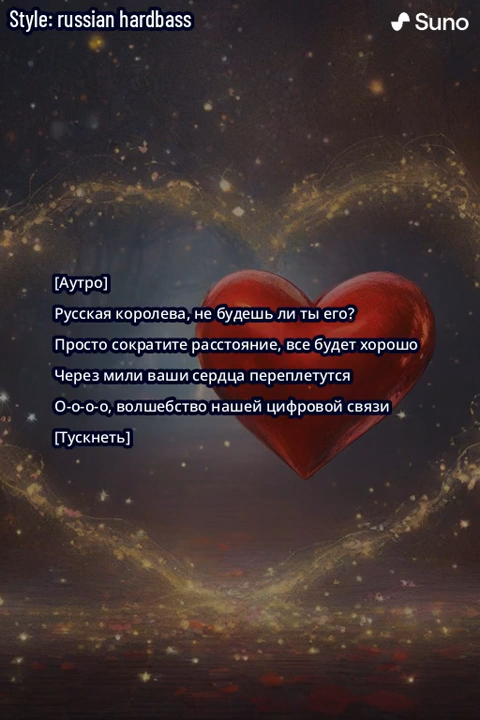 Style: russian hardbass
Suno
[Аутро]
Русская королева, не будешь ли ты его?
Просто сократите расстояние, все будет хорошо
Через мили ваши сердца переплетутся
О-о-о-о, волшебство нашей цифровой связи
[Тускнеть]